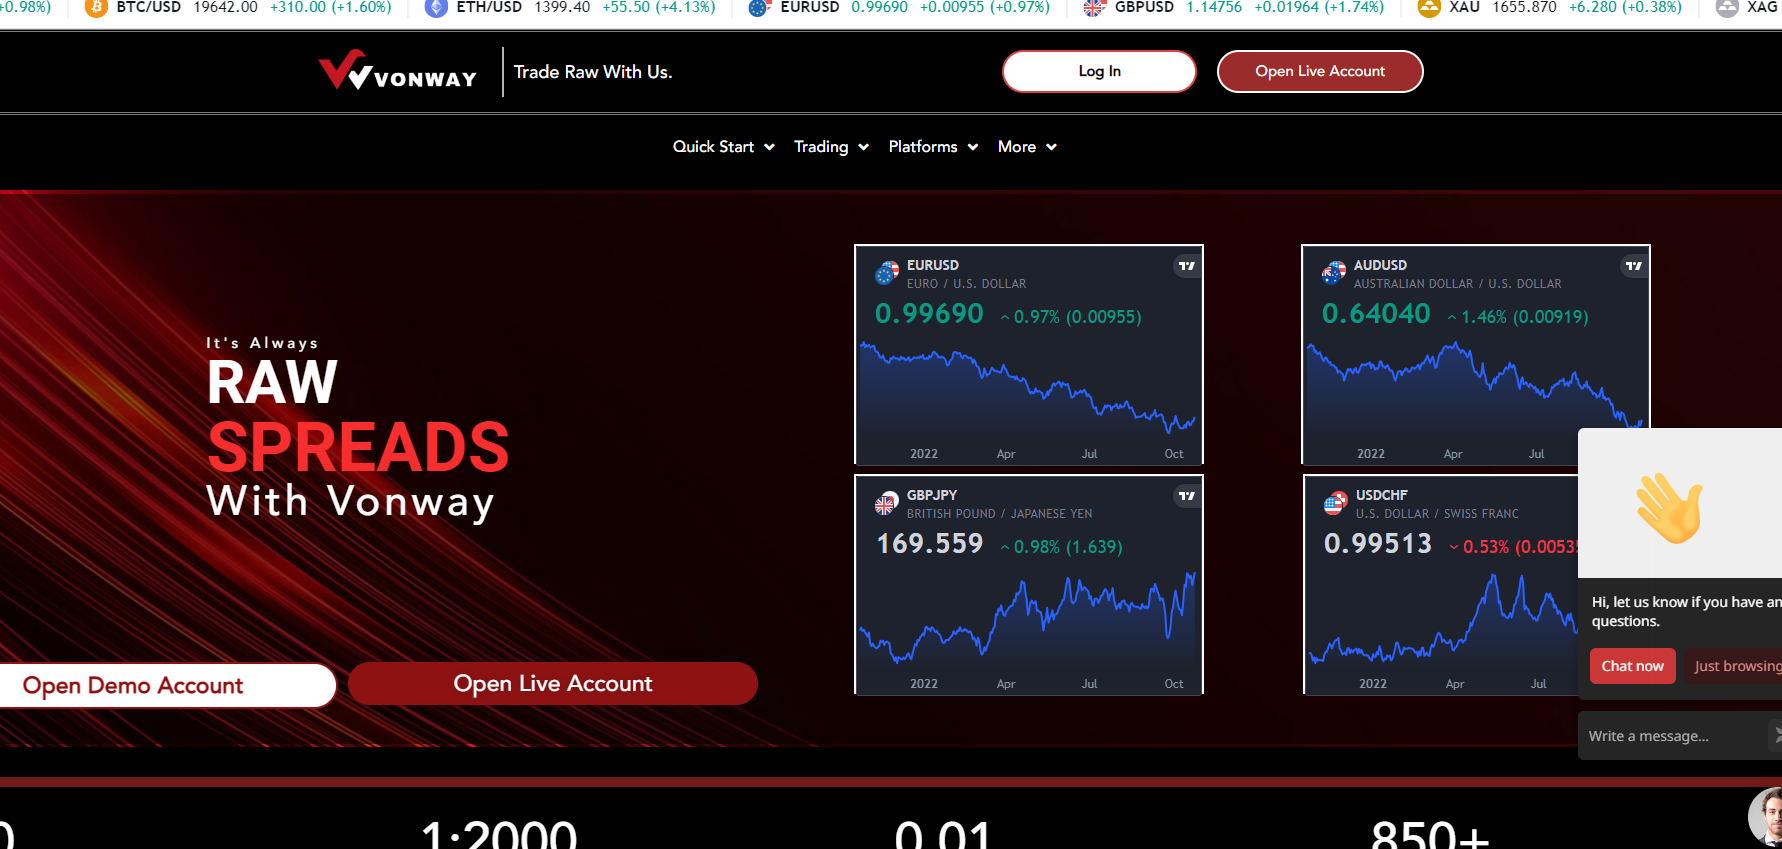 +0.98%) BTC/USD 19642.00 +310.00 (+1.60%) ETH/USD 1399.40 +55.50 (+4.13%) EURUSD 0.99690 +0.00955 (+0.97%) GBPUSD 1.14756 +0.01964 (+1.74%) XAU 1655.870 +6.280 (+0.38%) XAG
VONWAY Trade Raw With Us. Log In Open Live Account
Quick Start Trading Platforms More
It's Always
RAW
SPREADS
With Vonway
Open Demo Account Open Live Account
EURUSD
EURO / U.S. DOLLAR
0.99690 0.97% (0.00955)
2022 Apr Jul Oct
AUDUSD
AUSTRALIAN DOLLAR / U.S. DOLLAR
0.64040 1.46% (0.00919)
2022 Apr Jul
GBPJPY
BRITISH POUND / JAPANESE YEN
169.559 0.98% (1.639)
2022 Apr Jul Oct
USDCHF
U.S. DOLLAR / SWISS FRANC
0.99513 0.53% (0.00535
2022 Apr Jul
Hi, let us know if you have an
questions.
Chat now Just browsing
Write a message...
0 1:2000 0.01 850+